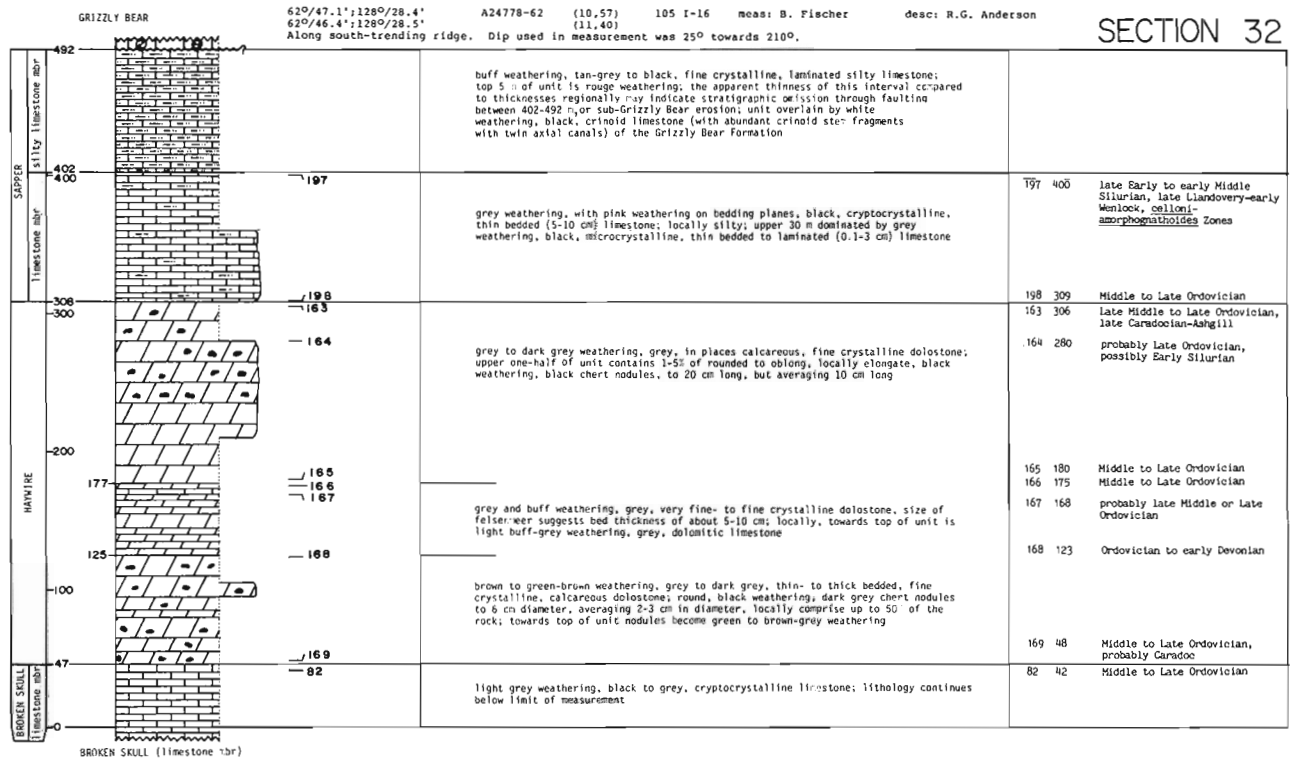 GRIZZLY BEAR
62º/47.1';128º/28.4' A24778-62 (10,57) 105 I-16 meas: B. Fischer desc: R.G. Anderson
62º/46.4';128º/28.5' (11,40)
Along south-trending ridge. Dip used in measurement was 25º towards 210º.
SECTION 32
492
buff weathering, tan-grey to black, fine crystalline, laminated silty limestone;
top 5 m of unit is rouge weathering; the apparent thinness of this interval compared
to thicknesses regionally may indicate stratigraphic omission through faulting
between 402-492 m, or sub-Grizzly Bear erosion; unit overlain by white
weathering, black, crinoid limestone (with abundant crinoid stem fragments
with twin axial canals) of the Grizzly Bear Formation
SAPPER
silty limestone mbr
402
400
197
197 400 late Early to early Middle
Silurian, late Llandovery-early
Wenlock, celloni-
amorphognathoides Zones
limestone mbr
grey weathering, with pink weathering on bedding planes, black, cryptocrystalline,
thin bedded (5-10 cm) limestone; locally silty; upper 30 m dominated by grey
weathering, black, microcrystalline, thin bedded to laminated (0.1-3 cm) limestone
198
198 309 Middle to Late Ordovician
308
300
163
163 306 late Middle to Late Ordovician,
late Caradocian-Ashgill
164
164 280 probably Late Ordovician,
possibly Early Silurian
grey to dark grey weathering, grey, in places calcareous, fine crystalline dolostone;
upper one-half of unit contains 1-5% of rounded to oblong, locally elongate, black
weathering, black chert nodules, to 20 cm long, but averaging 10 cm long
HAYWIRE
200
165
165 180 Middle to Late Ordovician
177
166
166 175 Middle to Late Ordovician
167
167 168 probably late Middle or Late
Ordovician
grey and buff weathering, grey, very fine- to fine crystalline dolostone, size of
felsenmeer suggests bed thickness of about 5-10 cm; locally, towards top of unit is
light buff-grey weathering, grey, dolomitic limestone
125
168
168 123 Ordovician to early Devonian
100
brown to green-brown weathering, grey to dark grey, thin- to thick bedded, fine
crystalline, calcareous dolostone; round, black weathering, dark grey chert nodules
to 6 cm diameter, averaging 2-3 cm in diameter, locally comprise up to 50 of the
rock; towards top of unit nodules become green to brown-grey weathering
169
169 48 Middle to Late Ordovician,
probably Caradoc
47
82
82 42 Middle to Late Ordovician
BROKEN SKULL
limestone mbr
light grey weathering, black to grey, cryptocrystalline limestone; lithology continues
below limit of measurement
0
BROKEN SKULL (limestone mbr)